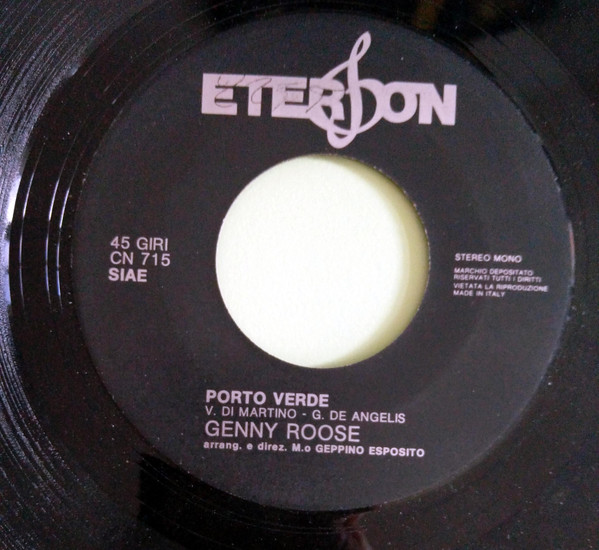 ETERSON
45 GIRI
CN 715
SIAE
STEREO MONO
MARCHIO DEPOSITATO
RISERVATI TUTTI I DIRITTI
VIETATA LA RIPRODUZIONE
MADE IN ITALY
PORTO VERDE
V. DI MARTINO - G. DE ANGELIS
GENNY ROOSE
arrang. e direz. M.o GEPPINO ESPOSITO